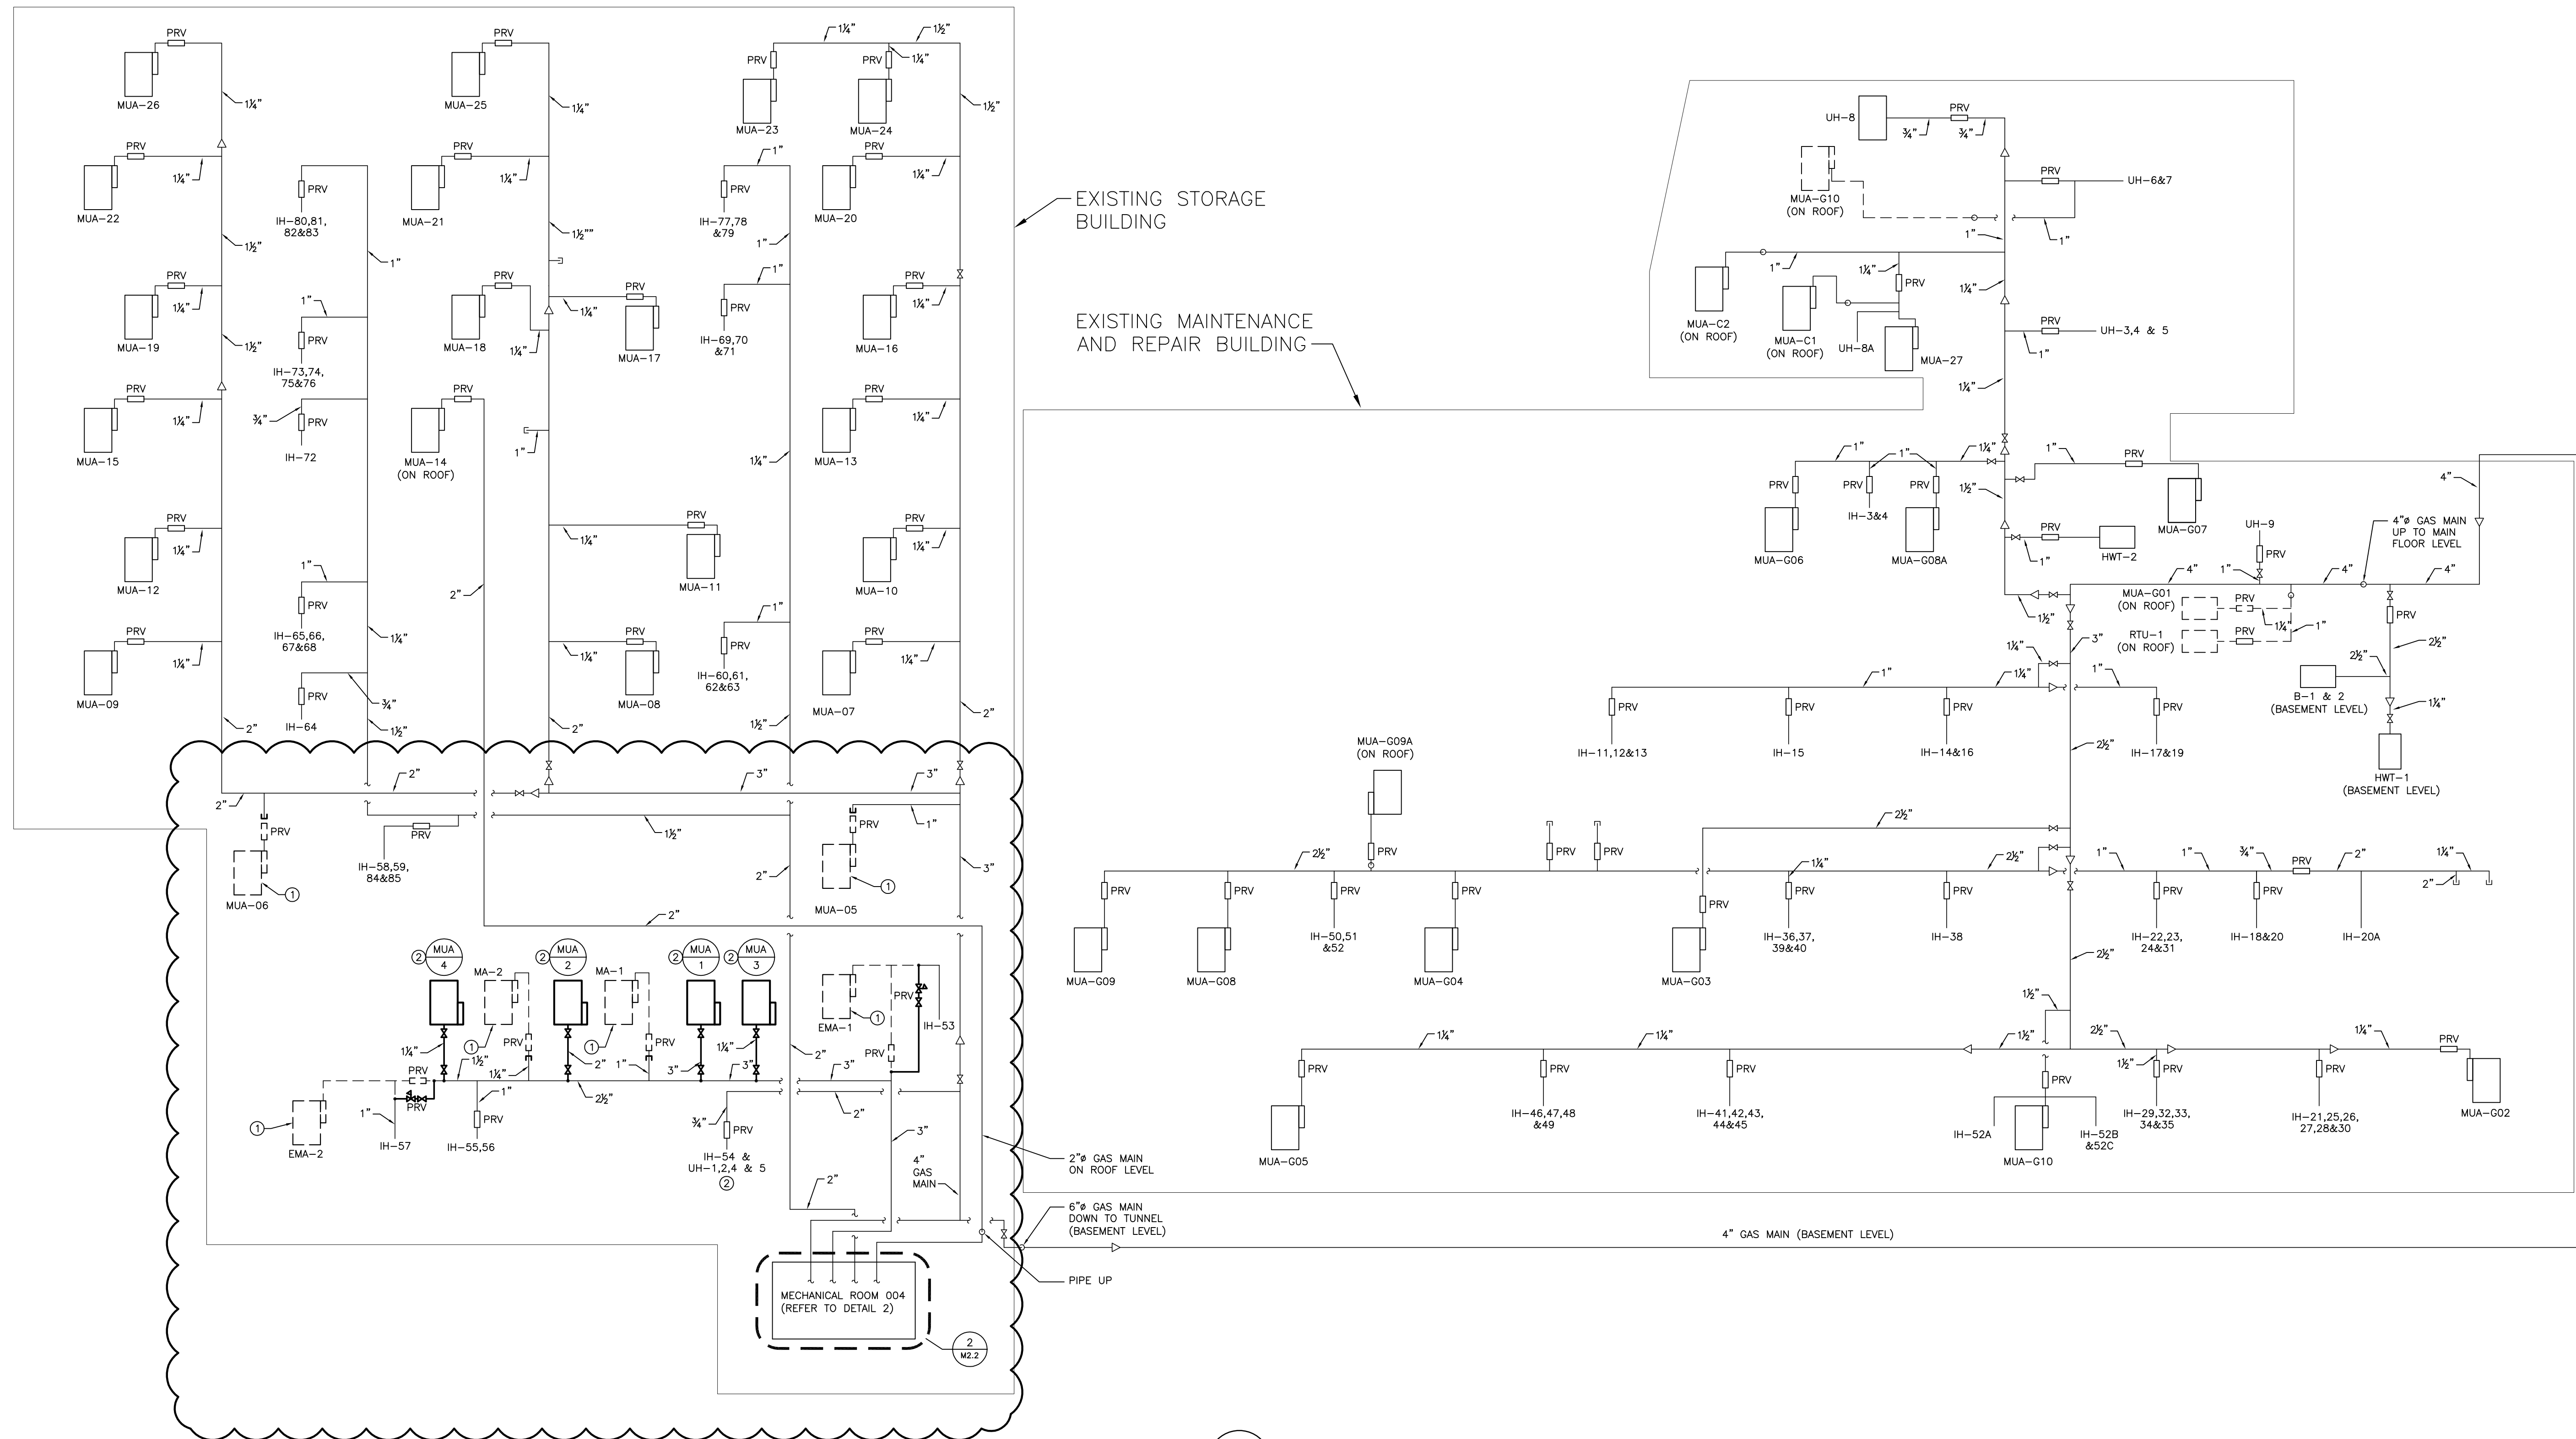 PRV
MUA-26
1¼"
PRV
MUA-22
1¼"
1½"
PRV
MUA-19
1¼"
1½"
PRV
MUA-15
1¼"
PRV
MUA-12
1¼"
PRV
MUA-09
1¼"
2"
PRV
IH-80,81,
82&83
1"
1"
PRV
IH-73,74,
75&76
¾"
PRV
IH-72
1"
PRV
IH-65,66,
67&68
1¼"
PRV
IH-64
¾"
1½"
PRV
MUA-25
1¼"
PRV
MUA-21
1¼"
1½""
PRV
MUA-18
1¼"
1¼"
PRV
MUA-17
PRV
MUA-14
(ON ROOF)
1"
2"
1¼"
PRV
MUA-11
1¼"
PRV
MUA-08
2"
1¼"
1½"
PRV
MUA-23
PRV
1¼"
MUA-24
1½"
1"
PRV
IH-77,78
&79
1"
PRV
MUA-20
1¼"
1"
PRV
IH-69,70
&71
PRV
MUA-16
1¼"
PRV
MUA-13
1¼"
1¼"
PRV
MUA-10
1¼"
1"
PRV
IH-60,61,
62&63
1½"
PRV
MUA-07
1¼"
2"
EXISTING STORAGE
BUILDING
EXISTING MAINTENANCE
AND REPAIR BUILDING
2"
2"
PRV
MUA-06
1
PRV
IH-58,59,
84&85
1½"
3"
3"
1"
PRV
MUA-05
1
2"
3"
2"
2
MUA
4
MA-2
2
MUA
2
MA-1
2
MUA
1
2
MUA
3
1¼"
1½"
1
PRV
1¼"
2"
1
PRV
1"
2½"
3"
1¼"
3"
2"
3"
EMA-1
1
PRV
PRV
IH-53
PRV
PRV
1
EMA-2
1"
IH-57
1"
PRV
IH-55,56
¾"
PRV
IH-54 &
UH-1,2,4 & 5
2
2"
3"
4"
GAS
MAIN
2"
2"ø GAS MAIN
ON ROOF LEVEL
6"ø GAS MAIN
DOWN TO TUNNEL
(BASEMENT LEVEL)
PIPE UP
MECHANICAL ROOM 004
(REFER TO DETAIL 2)
2
M2.2
4" GAS MAIN (BASEMENT LEVEL)
UH-8
PRV
¾"
¾"
MUA-G10
(ON ROOF)
PRV
UH-6&7
1"
1"
MUA-C2
(ON ROOF)
1"
1¼"
PRV
MUA-C1
(ON ROOF)
UH-8A
MUA-27
1¼"
PRV
UH-3,4 & 5
1"
1¼"
1"
1"
1¼"
PRV
MUA-G06
PRV
IH-3&4
PRV
MUA-G08A
1½"
1"
PRV
MUA-G07
PRV
HWT-2
1"
1½"
4"
UH-9
PRV
1"
4"
4"ø GAS MAIN
UP TO MAIN
FLOOR LEVEL
4"
4"
MUA-G01
(ON ROOF)
PRV
1¼"
RTU-1
(ON ROOF)
PRV
1"
PRV
2½"
2½"
B-1 & 2
(BASEMENT LEVEL)
1¼"
HWT-1
(BASEMENT LEVEL)
3"
1¼"
1"
1¼"
1"
PRV
IH-11,12&13
PRV
IH-15
PRV
IH-14&16
PRV
IH-17&19
2½"
MUA-G09A
(ON ROOF)
PRV
2½"
PRV
PRV
2½"
1¼"
2½"
PRV
MUA-G09
PRV
MUA-G08
PRV
IH-50,51
&52
PRV
MUA-G04
PRV
MUA-G03
PRV
IH-36,37,
39&40
PRV
IH-38
1"
PRV
IH-22,23,
24&31
1"
¾"
PRV
IH-18&20
PRV
2"
IH-20A
1¼"
2"
2½"
1½"
1¼"
1¼"
1½"
2½"
PRV
MUA-G05
PRV
IH-46,47,48
&49
PRV
IH-41,42,43,
44&45
PRV
IH-52A
MUA-G10
IH-52B
&52C
1½"
PRV
IH-29,32,33,
34&35
PRV
IH-21,25,26,
27,28&30
1¼"
PRV
MUA-G02